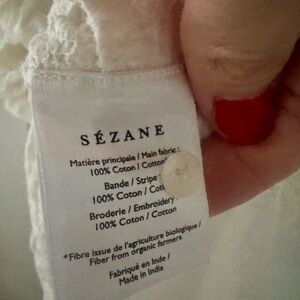 SÉZANE
Matière principale / Main fabric :
100% Coton / Cotton
Bande / Stripe
100% Coton / Cott
Broderie / Embroidery :
100% Coton / Cotton
*Fibre issue de l'agriculture biologique /
Fiber from organic farmers.
Fabriqué en Inde /
Made in India